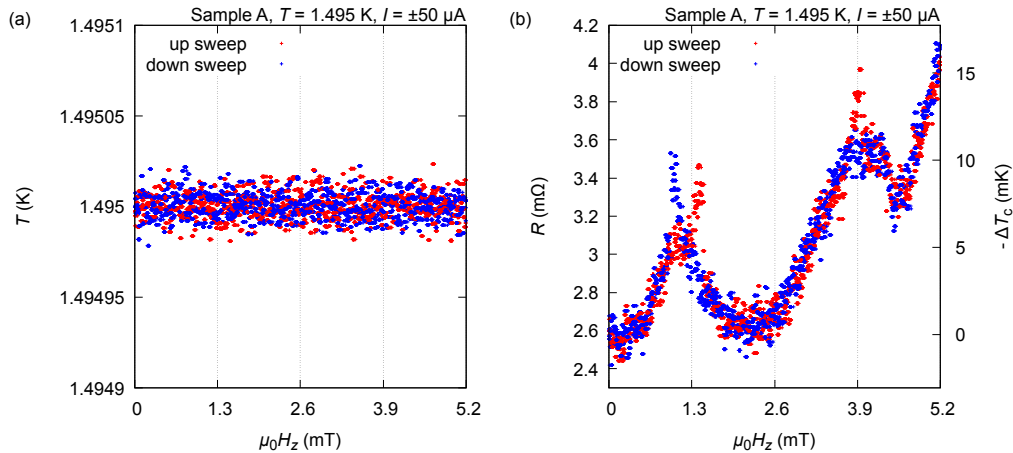 (a)
Sample A, T = 1.495 K, I = ±50 μA
up sweep
down sweep
1.4951
1.49505
1.495
1.49495
1.4949
T (K)
0 1.3 2.6 3.9 5.2
μ0Hz (mT)
(b)
Sample A, T = 1.495 K, I = ±50 μA
up sweep
down sweep
4.2
4
3.8
3.6
3.4
3.2
3
2.8
2.6
2.4
R (mΩ)
15
10
5
0
- ΔTc (mK)
0 1.3 2.6 3.9 5.2
μ0Hz (mT)